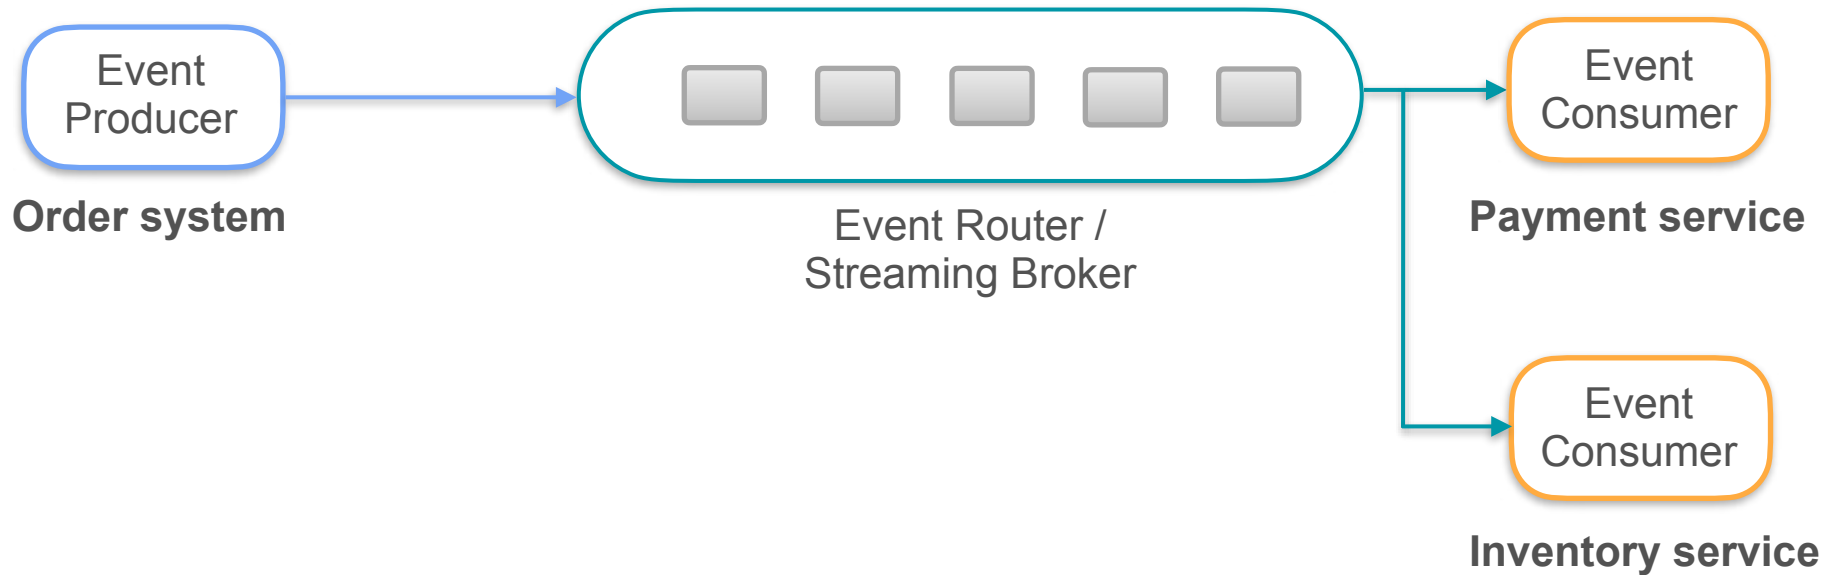 Event
Producer
Order system
Event Router /
Streaming Broker
Event
Consumer
Payment service
Event
Consumer
Inventory service